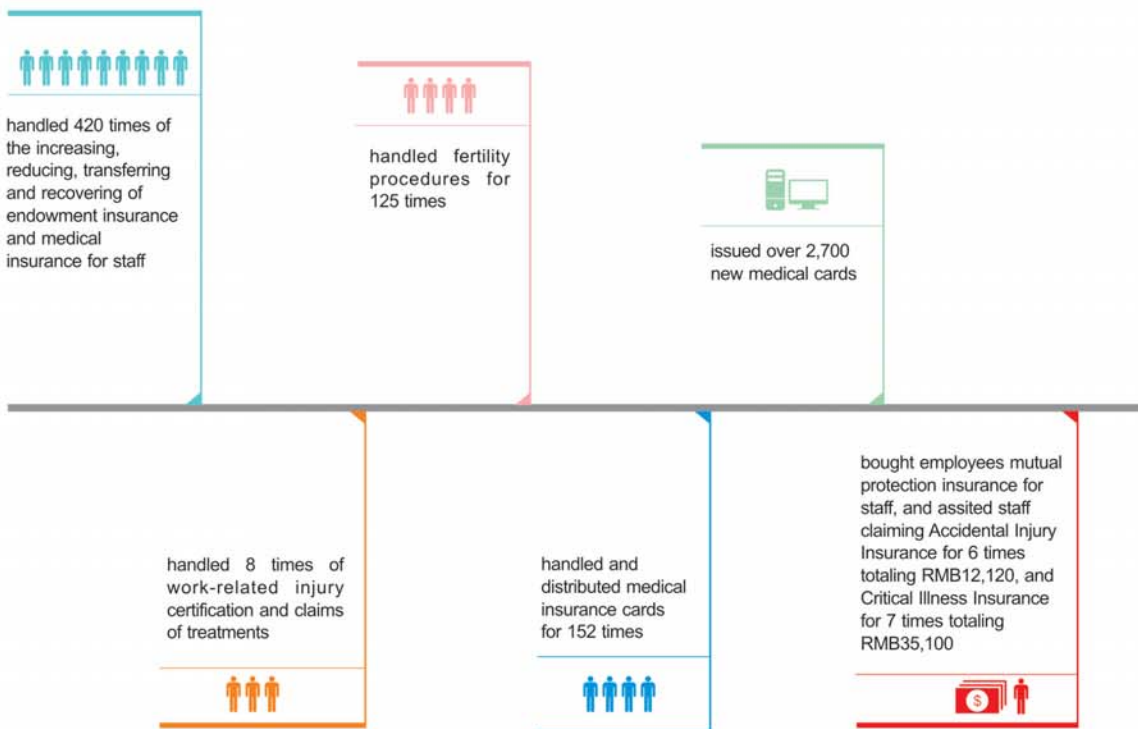 handled 420 times of
the increasing,
reducing, transferring
and recovering of
endowment insurance
and medical
insurance for staff
handled fertility
procedures for
125 times
issued over 2,700
new medical cards
handled 8 times of
work-related injury
certification and claims
of treatments
handled and
distributed medical
insurance cards
for 152 times
bought employees mutual
protection insurance for
staff, and assited staff
claiming Accidental Injury
Insurance for 6 times
totaling RMB12,120, and
Critical Illness Insurance
for 7 times totaling
RMB35,100
$